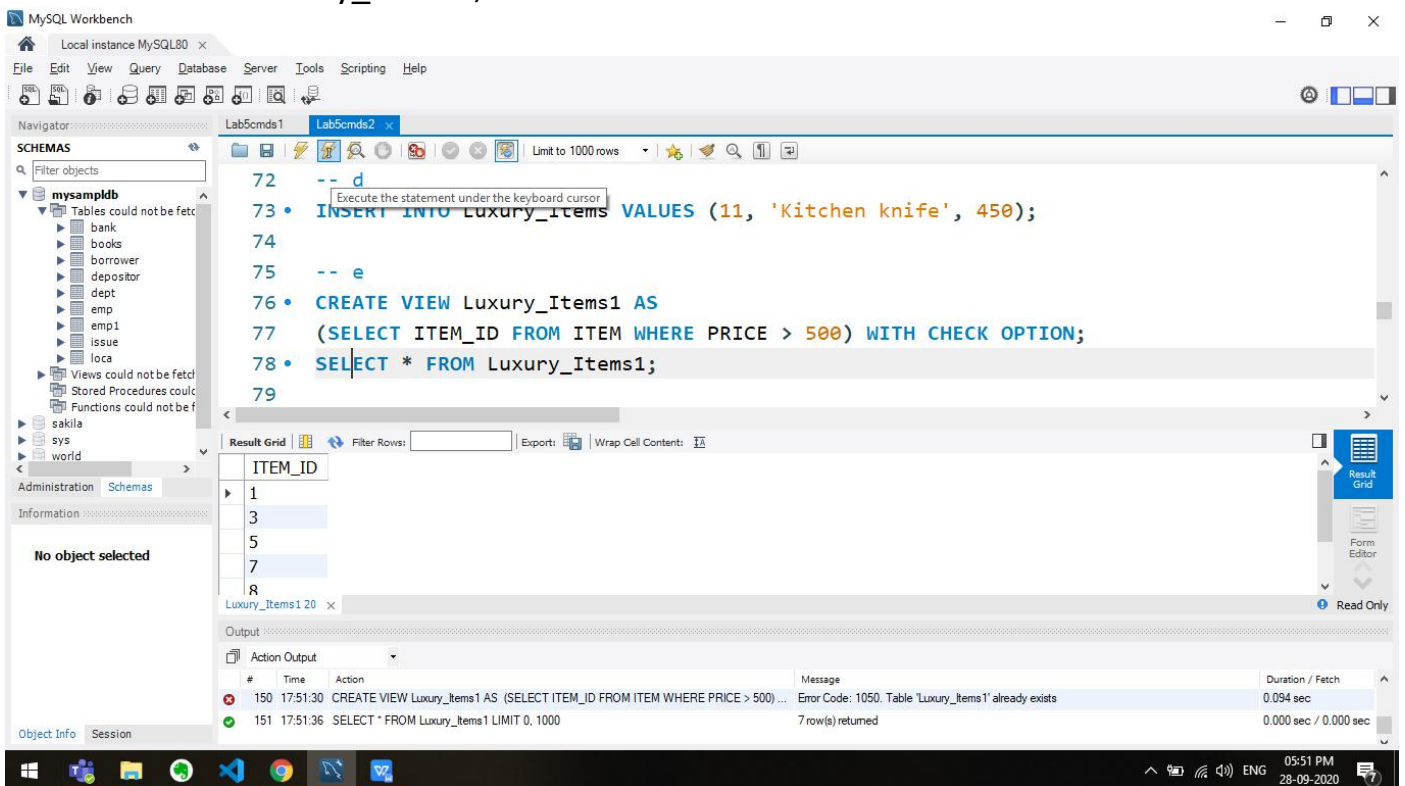 MySQL Workbench
Local instance MySQL80
File Edit View Query Database Server Tools Scripting Help
Navigator
SCHEMAS
Filter objects
mysampldb
Tables could not be fetc
bank
books
borrower
depositor
dept
emp
emp1
issue
loca
Views could not be fetch
Stored Procedures could
Functions could not be f
sakila
sys
world
Administration Schemas
Information
No object selected
Object Info Session
Lab5cmds1 Lab5cmds2
Limit to 1000 rows
72 -- d
Execute the statement under the keyboard cursor
73 INSERT INTO Luxury_Items VALUES (11, 'Kitchen knife', 450);
74
75 -- e
76 CREATE VIEW Luxury_Items1 AS
77 (SELECT ITEM_ID FROM ITEM WHERE PRICE > 500) WITH CHECK OPTION;
78 SELECT * FROM Luxury_Items1;
79
Result Grid Filter Rows: Export: Wrap Cell Content:
ITEM_ID
1
3
5
7
8
Result Grid
Form Editor
Luxury_Items1 20 Read Only
Output
Action Output
# Time Action Message Duration / Fetch
150 17:51:30 CREATE VIEW Luxury_Items1 AS (SELECT ITEM_ID FROM ITEM WHERE PRICE > 500) ... Error Code: 1050. Table 'Luxury_Items1' already exists 0.094 sec
151 17:51:36 SELECT * FROM Luxury_Items1 LIMIT 0, 1000 7 row(s) returned 0.000 sec / 0.000 sec
ENG 05:51 PM
28-09-2020